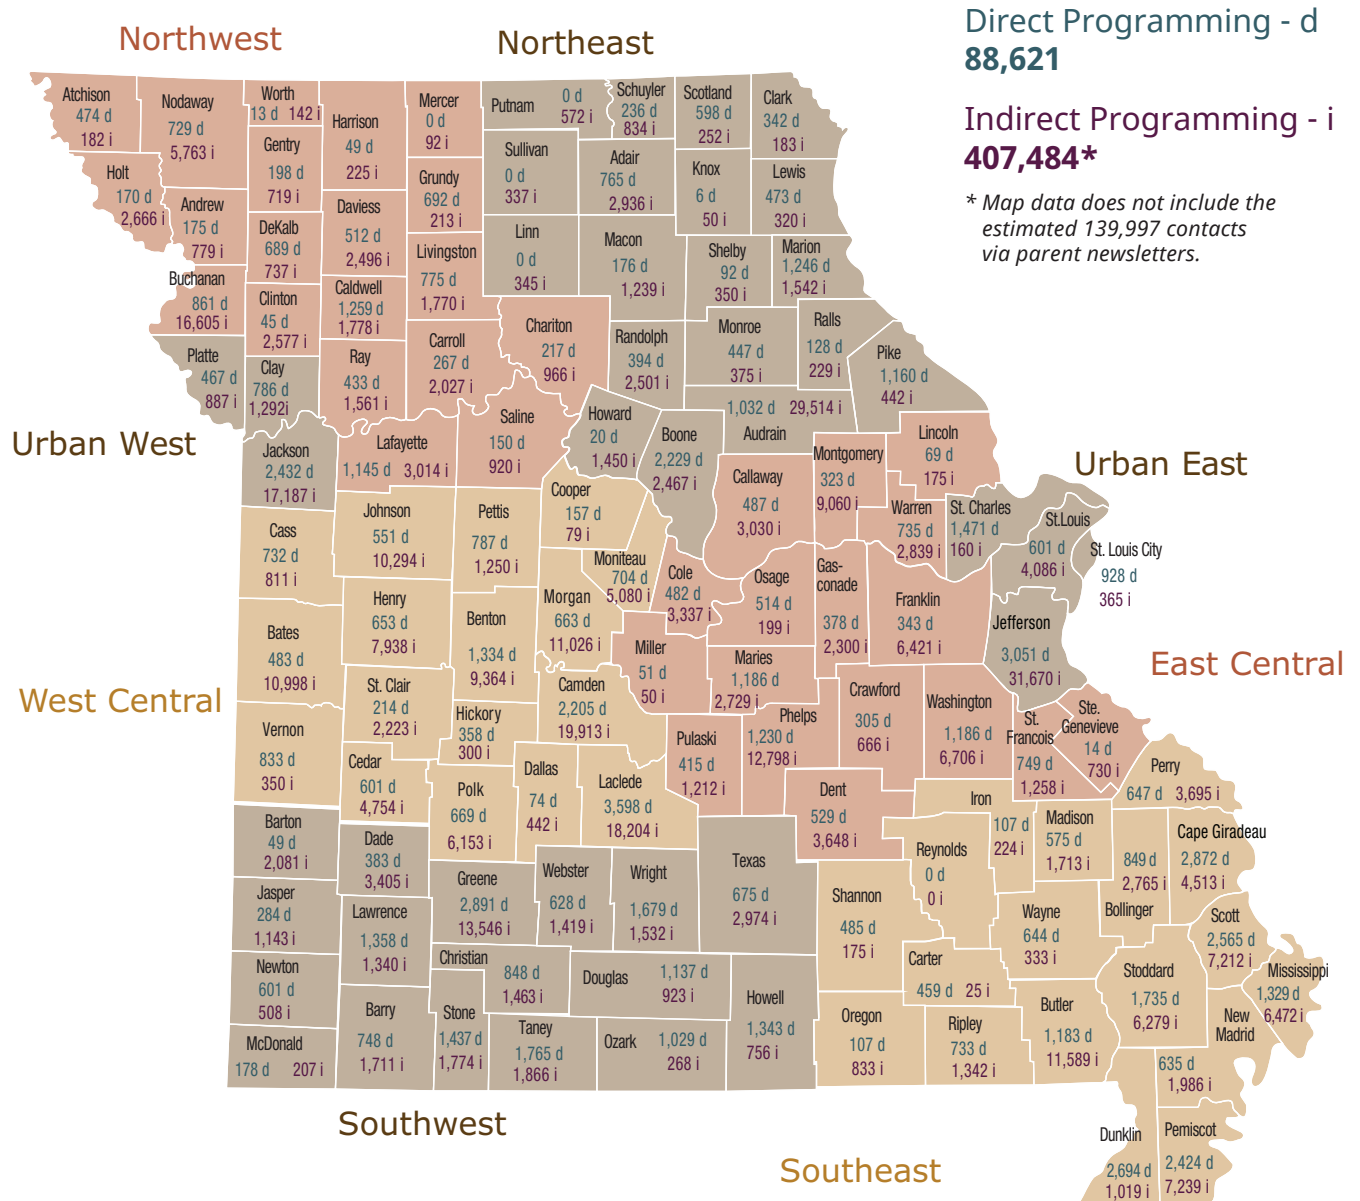 Northwest
Northeast
Direct Programming - d
88,621
Indirect Programming - i
407,484*
* Map data does not include the
estimated 139,997 contacts
via parent newsletters.
Atchison
474 d
182 i
Nodaway
729 d
5,763 i
Worth
13 d 142 i
Harrison
49 d
225 i
Mercer
0 d
92 i
Putnam
0 d
572 i
Schuyler
236 d
834 i
Scotland
598 d
252 i
Clark
342 d
183 i
Gentry
198 d
719 i
Holt
170 d
2,666 i
Andrew
175 d
779 i
DeKalb
689 d
737 i
Daviess
512 d
2,496 i
Grundy
692 d
213 i
Sullivan
0 d
337 i
Adair
765 d
2,936 i
Knox
6 d
50 i
Lewis
473 d
320 i
Livingston
775 d
1,770 i
Linn
0 d
345 i
Macon
176 d
1,239 i
Shelby
92 d
350 i
Marion
1,246 d
1,542 i
Buchanan
861 d
16,605 i
Clinton
45 d
2,577 i
Caldwell
1,259 d
1,778 i
Carroll
267 d
2,027 i
Chariton
217 d
966 i
Randolph
394 d
2,501 i
Monroe
447 d
375 i
Ralls
128 d
229 i
Pike
1,160 d
442 i
Platte
467 d
887 i
Clay
786 d
1,292i
Ray
433 d
1,561 i
Urban West
Jackson
2,432 d
17,187 i
Lafayette
1,145 d 3,014 i
Saline
150 d
920 i
Howard
20 d
1,450 i
Boone
2,229 d
2,467 i
1,032 d 29,514 i
Audrain
Callaway
487 d
3,030 i
Montgomery
323 d
9,060 i
Lincoln
69 d
175 i
Urban East
Warren
735 d
2,839 i
St. Charles
1,471 d
160 i
St.Louis
601 d
4,086 i
St. Louis City
928 d
365 i
Cass
732 d
811 i
Johnson
551 d
10,294 i
Pettis
787 d
1,250 i
Cooper
157 d
79 i
Moniteau
704 d
5,080 i
Cole
482 d
3,337 i
Osage
514 d
199 i
Gas-
conade
378 d
2,300 i
Franklin
343 d
6,421 i
Jefferson
3,051 d
31,670 i
East Central
Bates
483 d
10,998 i
Henry
653 d
7,938 i
Benton
1,334 d
9,364 i
Morgan
663 d
11,026 i
Miller
51 d
50 i
Maries
1,186 d
2,729 i
West Central
Vernon
833 d
350 i
St. Clair
214 d
2,223 i
Hickory
358 d
300 i
Camden
2,205 d
19,913 i
Pulaski
415 d
1,212 i
Phelps
1,230 d
12,798 i
Crawford
305 d
666 i
Washington
1,186 d
6,706 i
St.
Francois
749 d
1,258 i
Ste.
Genevieve
14 d
730 i
Perry
647 d 3,695 i
Cedar
601 d
4,754 i
Polk
669 d
6,153 i
Dallas
74 d
442 i
Laclede
3,598 d
18,204 i
Dent
529 d
3,648 i
Iron
107 d
224 i
Madison
575 d
1,713 i
849 d
2,765 i
Bollinger
Cape Giradeau
2,872 d
4,513 i
Barton
49 d
2,081 i
Dade
383 d
3,405 i
Greene
2,891 d
13,546 i
Webster
628 d
1,419 i
Wright
1,679 d
1,532 i
Texas
675 d
2,974 i
Shannon
485 d
175 i
Reynolds
0 d
0 i
Wayne
644 d
333 i
Scott
2,565 d
7,212 i
Jasper
284 d
1,143 i
Lawrence
1,358 d
1,340 i
Christian
848 d
1,463 i
Douglas
1,137 d
923 i
Howell
1,343 d
756 i
Carter
459 d 25 i
Stoddard
1,735 d
6,279 i
Mississippi
1,329 d
6,472 i
Newton
601 d
508 i
Barry
748 d
1,711 i
Stone
1,437 d
1,774 i
Taney
1,765 d
1,866 i
Ozark
1,029 d
268 i
Oregon
107 d
833 i
Ripley
733 d
1,342 i
Butler
1,183 d
11,589 i
New
Madrid
635 d
1,986 i
McDonald
178 d 207 i
Southwest
Southeast
Dunklin
2,694 d
1,019 i
Pemiscot
2,424 d
7,239 i